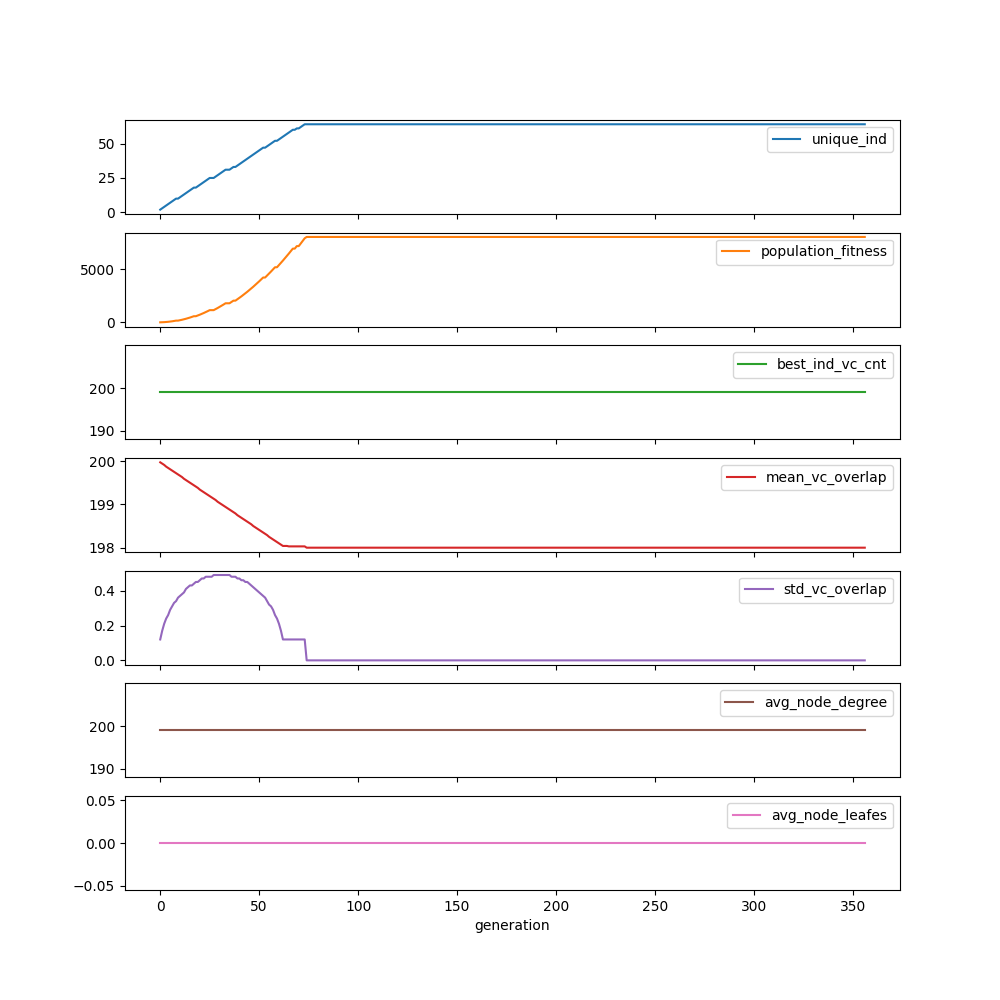 50
25
0
unique_ind
5000
0
population_fitness
200
190
best_ind_vc_cnt
200
199
198
mean_vc_overlap
0.4
0.2
0.0
std_vc_overlap
200
190
avg_node_degree
0.05
0.00
−0.05
avg_node_leafes
0 50 100 150 200 250 300 350
generation